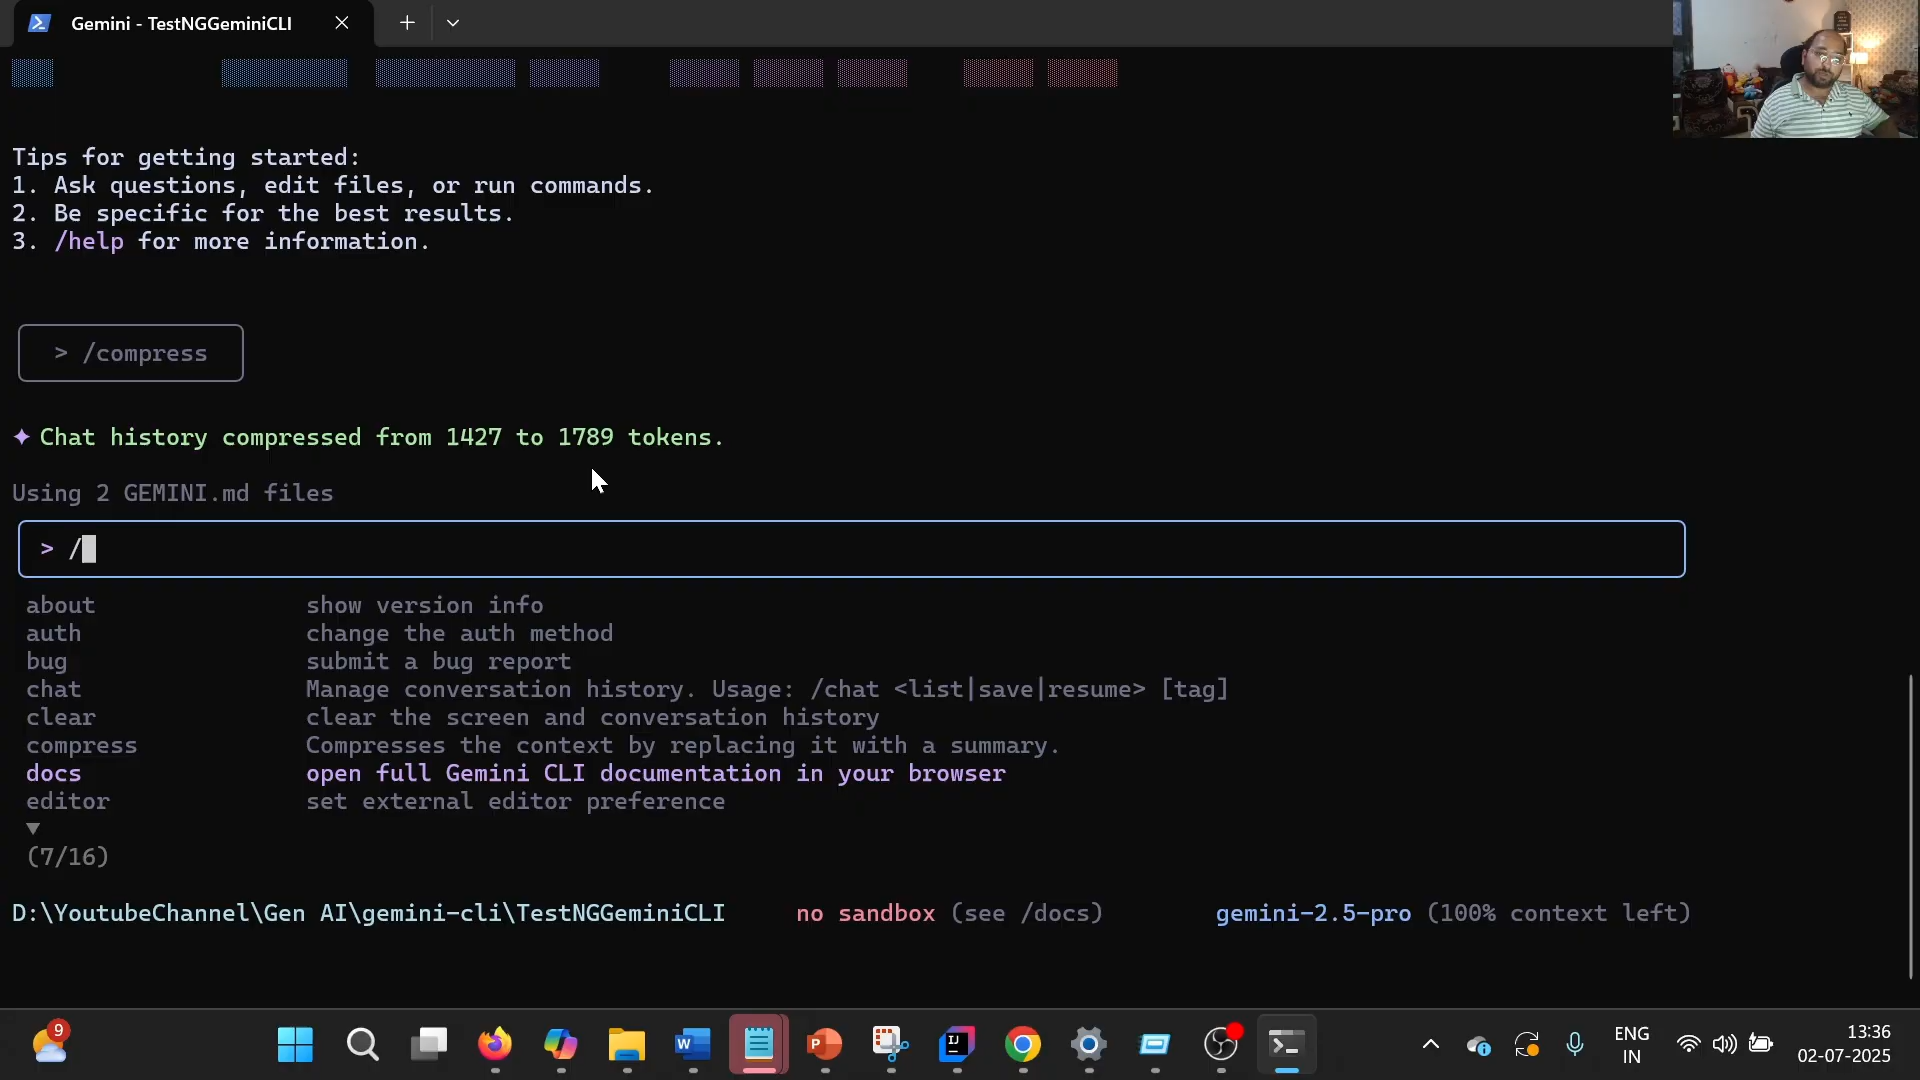 Gemini - TestNGGeminiCLI
Tips for getting started:
1. Ask questions, edit files, or run commands.
2. Be specific for the best results.
3. /help for more information.
> /compress
✦ Chat history compressed from 1427 to 1789 tokens.
Using 2 GEMINI.md files
> /
about show version info
auth change the auth method
bug submit a bug report
chat Manage conversation history. Usage: /chat <list|save|resume> [tag]
clear clear the screen and conversation history
compress Compresses the context by replacing it with a summary.
docs open full Gemini CLI documentation in your browser
editor set external editor preference
▼
(7/16)
D:\YoutubeChannel\Gen AI\gemini-cli\TestNGGeminiCLI no sandbox (see /docs) gemini-2.5-pro (100% context left)
9
W
P
IJ
ENG
IN
13:36
02-07-2025